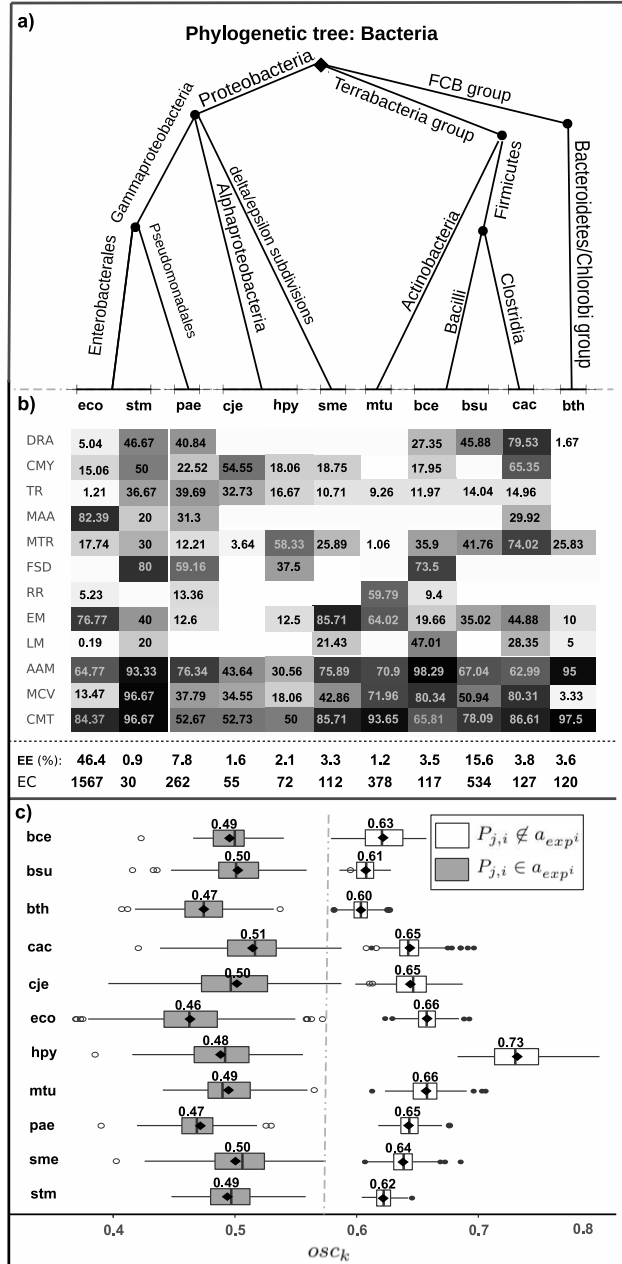 a)
Phylogenetic tree: Bacteria
Proteobacteria
Terrabacteria group
FCB group
Gammaproteobacteria
Alphaproteobacteria
delta/epsilon subdivisions
Actinobacteria
Firmicutes
Bacteroidetes/Chlorobi group
Enterobacterales
Pseudomonadales
Bacilli
Clostridia
b)
eco stm pae cje hpy sme mtu bce bsu cac bth
DRA 5.04 46.67 40.84 27.35 45.88 79.53 1.67
CMY 15.06 50 22.52 54.55 18.06 18.75 17.95 65.35
TR 1.21 36.67 39.69 32.73 16.67 10.71 9.26 11.97 14.04 14.96
MAA 82.39 20 31.3 29.92
MTR 17.74 30 12.21 3.64 58.33 25.89 1.06 35.9 41.76 74.02 25.83
FSD 80 59.16 37.5 73.5
RR 5.23 13.36 59.79 9.4
EM 76.77 40 12.6 12.5 85.71 64.02 19.66 35.02 44.88 10
LM 0.19 20 21.43 47.01 28.35 5
AAM 64.77 93.33 76.34 43.64 30.56 75.89 70.9 98.29 67.04 62.99 95
MCV 13.47 96.67 37.79 34.55 18.06 42.86 71.96 80.34 50.94 80.31 3.33
CMT 84.37 96.67 52.67 52.73 50 85.71 93.65 65.81 78.09 86.61 97.5
EE (%): 46.4 0.9 7.8 1.6 2.1 3.3 1.2 3.5 15.6 3.8 3.6
EC 1567 30 262 55 72 112 378 117 534 127 120
c)
P_{j,i} ∉ a_{exp^i}
P_{j,i} ∈ a_{exp^i}
bce 0.49 0.63
bsu 0.50 0.61
bth 0.47 0.60
cac 0.51 0.65
cje 0.50 0.65
eco 0.46 0.66
hpy 0.48 0.73
mtu 0.49 0.66
pae 0.47 0.65
sme 0.50 0.64
stm 0.49 0.62
0.4 0.5 0.6 0.7 0.8
osc_k